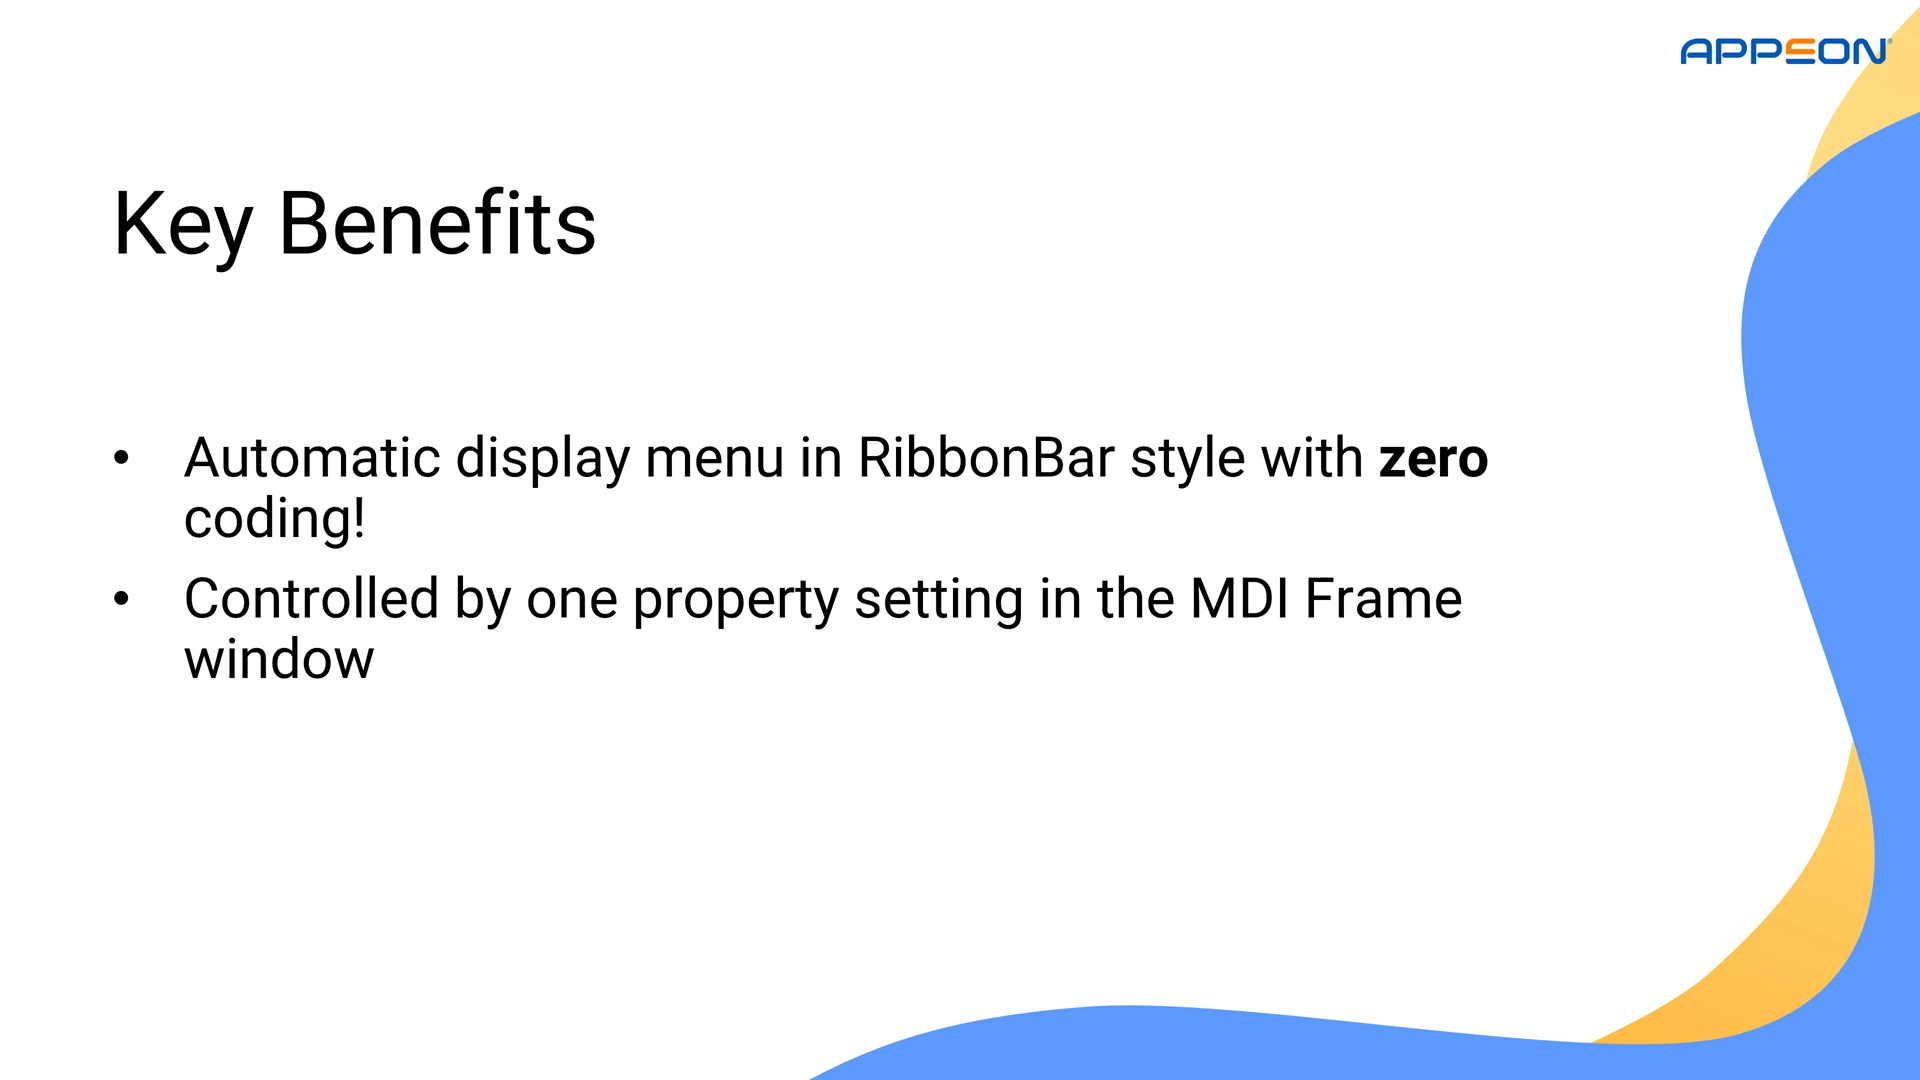 APPEON®
Key Benefits
• Automatic display menu in RibbonBar style with zero
coding!
• Controlled by one property setting in the MDI Frame
window